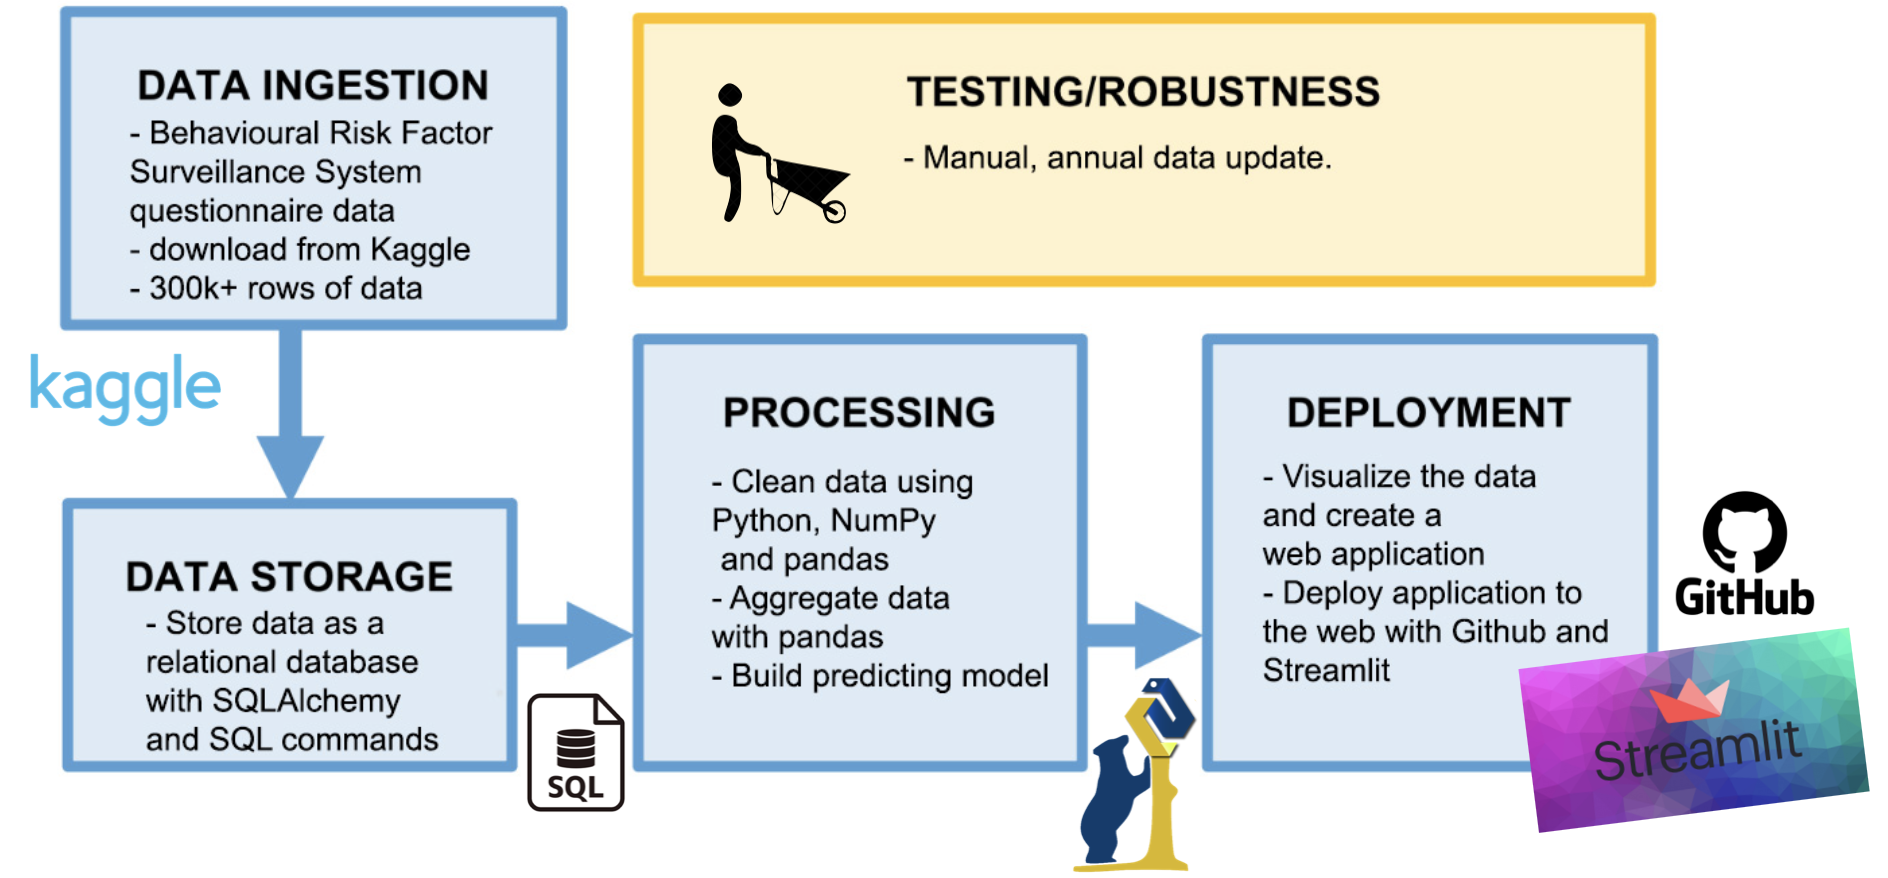 DATA INGESTION
- Behavioural Risk Factor
Surveillance System
questionnaire data
- download from Kaggle
- 300k+ rows of data
TESTING/ROBUSTNESS
- Manual, annual data update.
kaggle
DATA STORAGE
- Store data as a
relational database
with SQLAlchemy
and SQL commands
SQL
PROCESSING
- Clean data using
Python, NumPy
and pandas
- Aggregate data
with pandas
- Build predicting model
DEPLOYMENT
- Visualize the data
and create a
web application
- Deploy application to
the web with Github and
Streamlit
GitHub
Streamlit